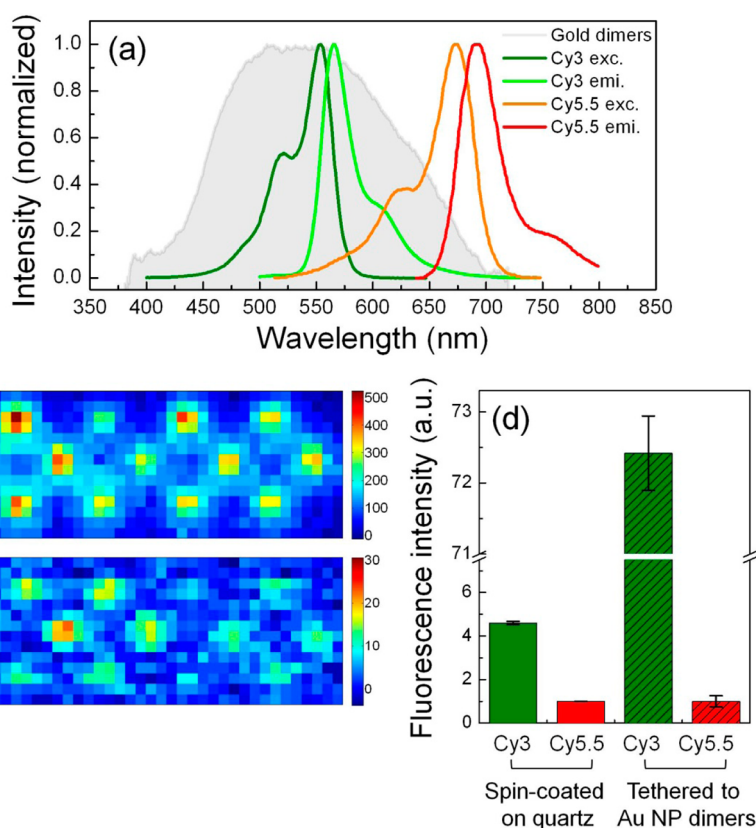 (a)
Gold dimers
Cy3 exc.
Cy3 emi.
Cy5.5 exc.
Cy5.5 emi.
Intensity (normalized)
1.0
0.8
0.6
0.4
0.2
0.0
350 400 450 500 550 600 650 700 750 800 850
Wavelength (nm)
500
400
300
200
100
0
30
20
10
0
(d)
Fluorescence intensity (a.u.)
73
72
71
6
4
2
0
Cy3 Cy5.5 Cy3 Cy5.5
Spin-coated on quartz
Tethered to Au NP dimers